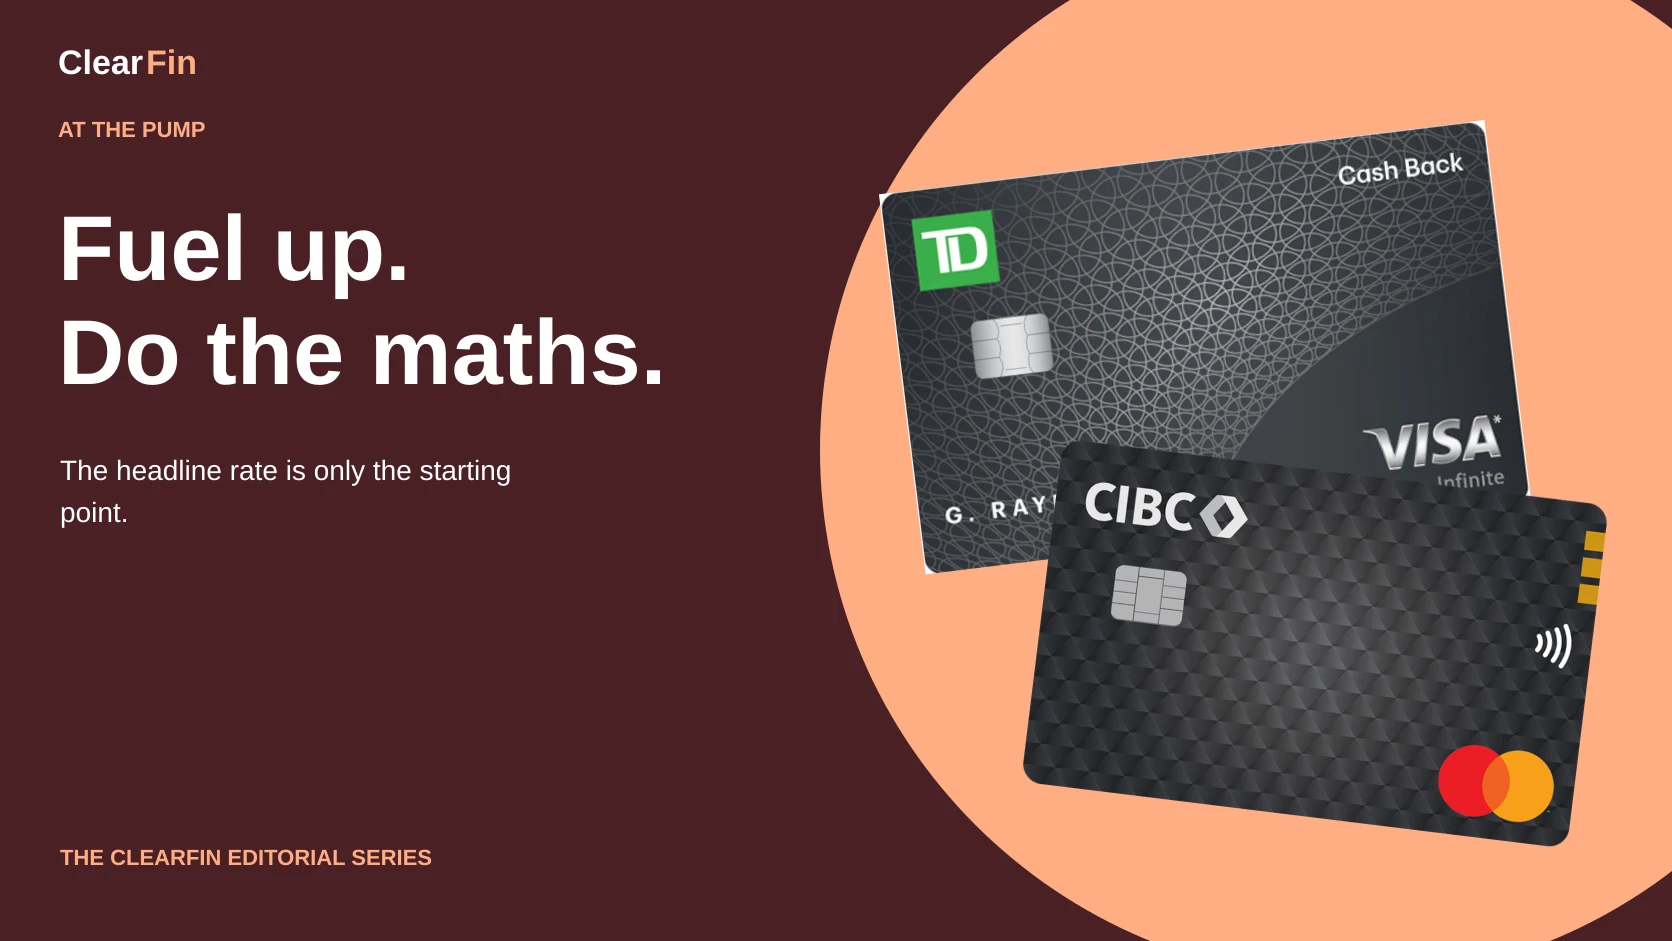 ClearFin
AT THE PUMP
Fuel up.
Do the maths.
The headline rate is only the starting
point.
THE CLEARFIN EDITORIAL SERIES
Cash Back
TD
VISA*
Infinite
G. RAY
CIBC